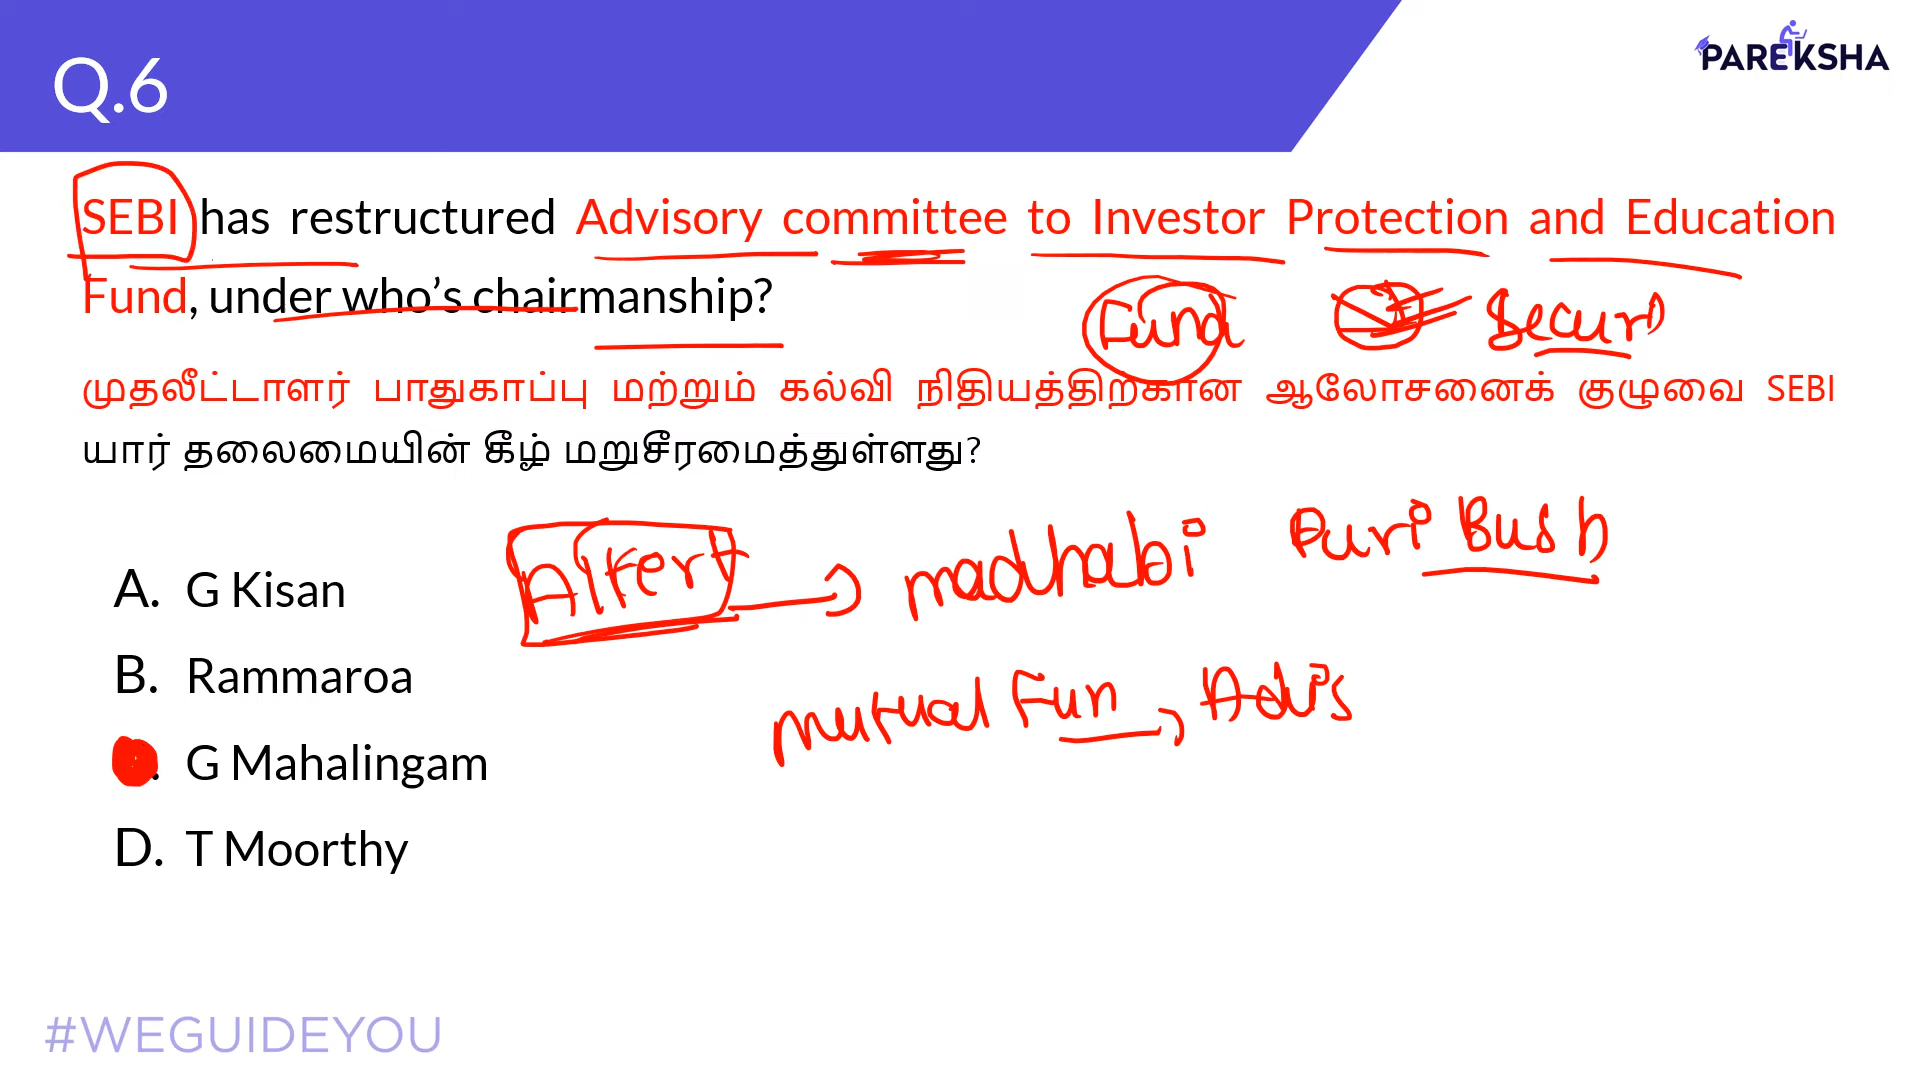 Q.6
PAREKSHA
SEBI has restructured Advisory committee to Investor Protection and Education
Fund, under who’s chairmanship?
Fund
Securi
முதலீட்டாளர் பாதுகாப்பு மற்றும் கல்வி நிதியத்திற்கான ஆலோசனைக் குழுவை SEBI
யார் தலைமையின் கீழ் மறுசீரமைத்துள்ளது?
madhabi Puri Bush
A. G Kisan
B. Rammaroa
mutual Fun, Advis
G Mahalingam
D. T Moorthy
#WEGUIDEYOU